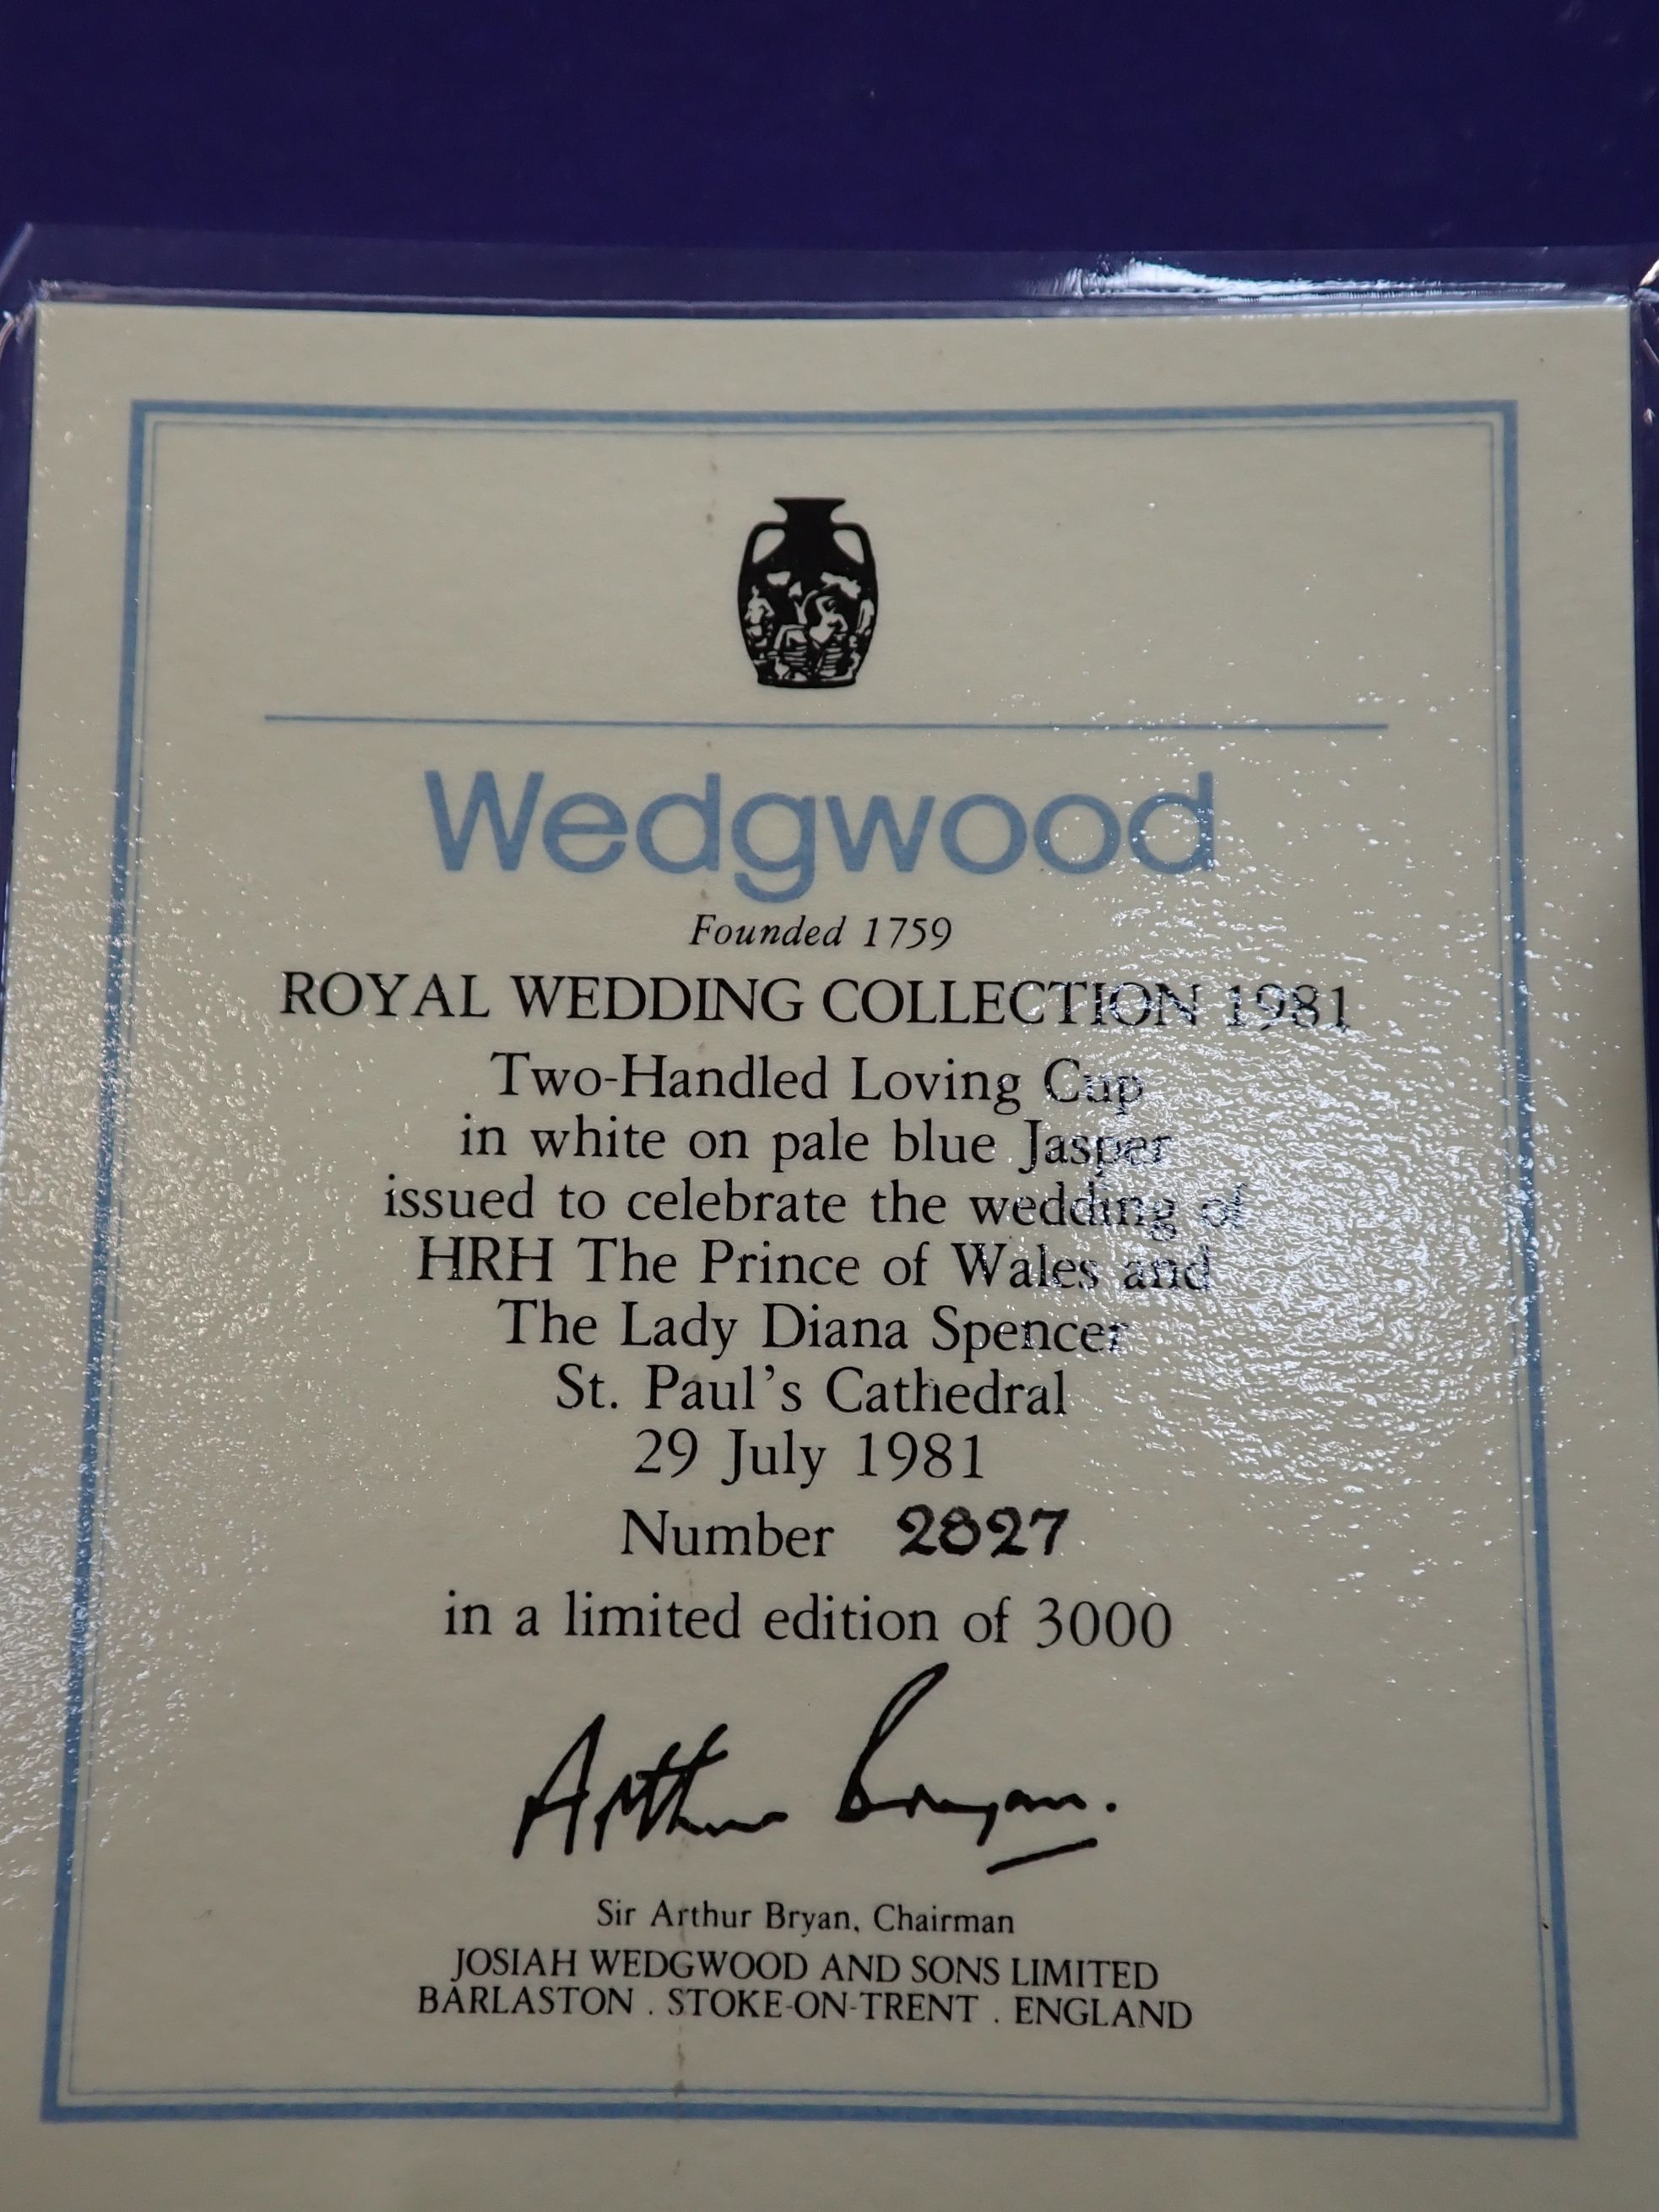 Wedgwood
Founded 1759
ROYAL WEDDING COLLECTION 1981
Two-Handled Loving Cup
in white on pale blue Jasper
issued to celebrate the wedding of
HRH The Prince of Wales and
The Lady Diana Spencer
St. Paul's Cathedral
29 July 1981
Number 2827
in a limited edition of 3000
Arthur Bryan.
Sir Arthur Bryan, Chairman
JOSIAH WEDGWOOD AND SONS LIMITED
BARLASTON . STOKE-ON-TRENT . ENGLAND